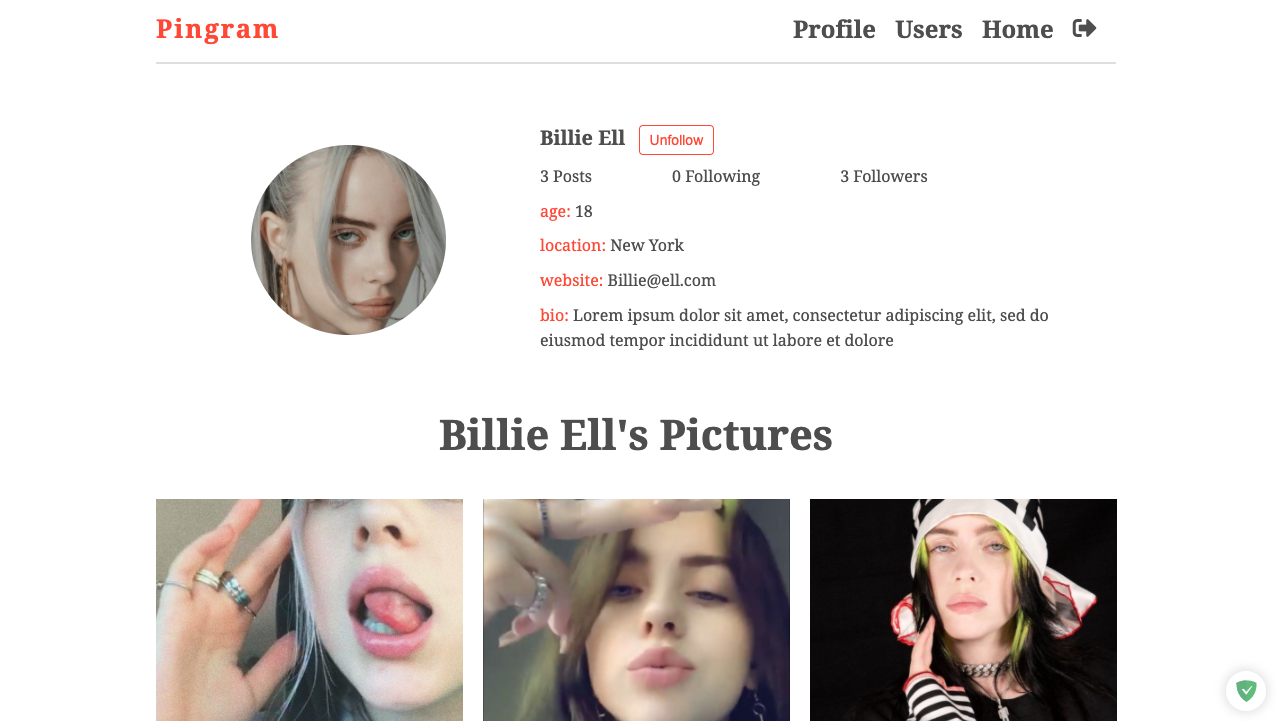 Pingram
Profile Users Home
Billie Ell Unfollow
3 Posts 0 Following 3 Followers
age: 18
location: New York
website: Billie@ell.com
bio: Lorem ipsum dolor sit amet, consectetur adipiscing elit, sed do
eiusmod tempor incididunt ut labore et dolore
Billie Ell's Pictures